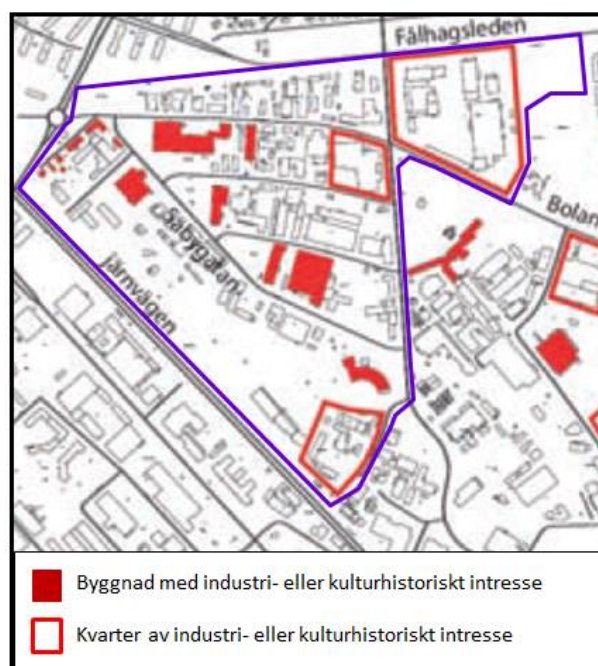 Fålhagsleden
Bolan
Säbygatan
Järnvägen
Byggnad med industri- eller kulturhistoriskt intresse
Kvarter av industri- eller kulturhistoriskt intresse